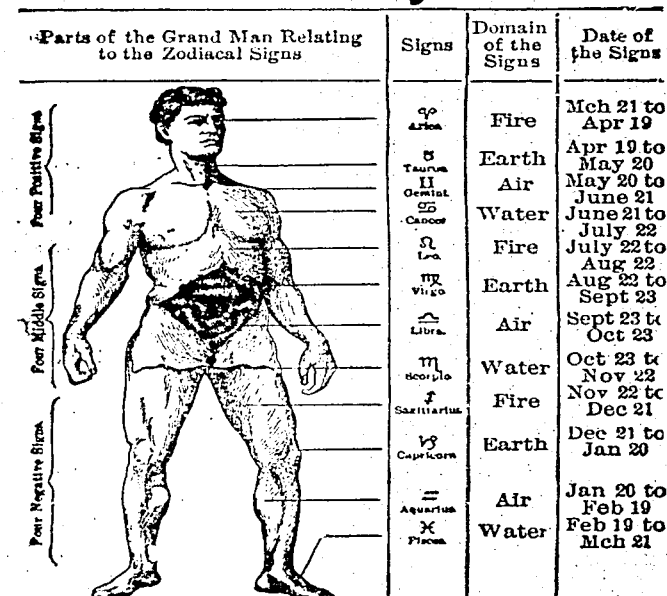 Parts of the Grand Man Relating
to the Zodiacal Signs
Signs
Domain
of the
Signs
Date of
the Signs
Four Positive Signs
Four Middle Signs
Four Negative Signs
♈
Aries
Fire
Mch 21 to
Apr 19
♉
Taurus
Earth
Apr 19 to
May 20
♊
Gemini
Air
May 20 to
June 21
♋
Cancer
Water
June 21 to
July 22
♌
Leo
Fire
July 22 to
Aug 22
♍
Virgo
Earth
Aug 22 to
Sept 23
♎
Libra
Air
Sept 23 to
Oct 23
♏
Scorpio
Water
Oct 23 to
Nov 22
♐
Sagittarius
Fire
Nov 22 to
Dec 21
♑
Capricorn
Earth
Dec 21 to
Jan 20
♒
Aquarius
Air
Jan 20 to
Feb 19
♓
Pisces
Water
Feb 19 to
Mch 21